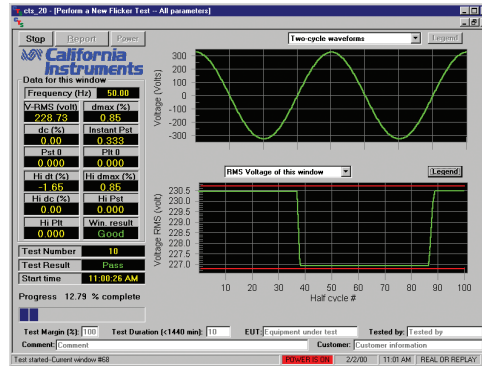 cts_20 - [Perform a New Flicker Test -- All parameters]
Stop Report Power
California
Instruments
Data for this window
Frequency (Hz) 50.00
V-RMS (volt) dmax (%)
228.73 0.85
dc (%) Instant Pst
0.00 0.333
Pst 0 Plt 0
0.000 0.000
Hi dt (%) Hi dmax (%)
-1.65 0.85
Hi dc (%) Hi Pst
0.00 0.000
Hi Plt Win. result
0.000 Good
Test Number 10
Test Result Pass
Start time 11:00:26 AM
Progress 12.79 % complete
Two-cycle waveforms Legend
Voltage (Volts)
300
200
100
0
-100
-200
-300
RMS Voltage of this window Legend
Voltage RMS (volt)
230.5
230.0
229.5
229.0
228.5
228.0
227.5
227.0
10 20 30 40 50 60 70 80 90 100
Half cycle #
Test Margin (%): 100 Test Duration (<1440 min): 10 EUT: Equipment under test Tested by: Tested by
Comment: Comment Customer: Customer information
Test started-Current window #68 POWER IS ON 2/2/00 11:01 AM REAL OR REPLAY